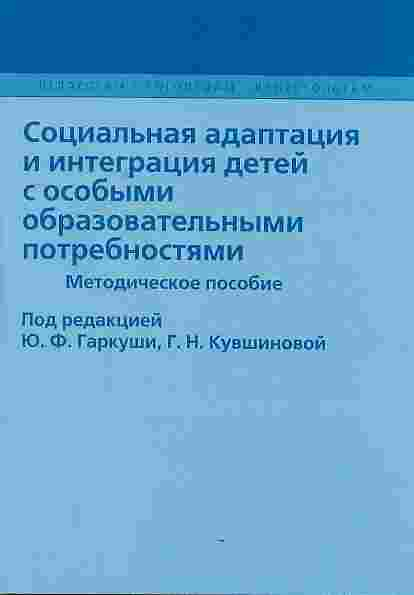 Социальная адаптация
и интеграция детей
с особыми
образовательными
потребностями
Методическое пособие
Под редакцией
Ю. Ф. Гаркуши, Г. Н. Кувшиновой